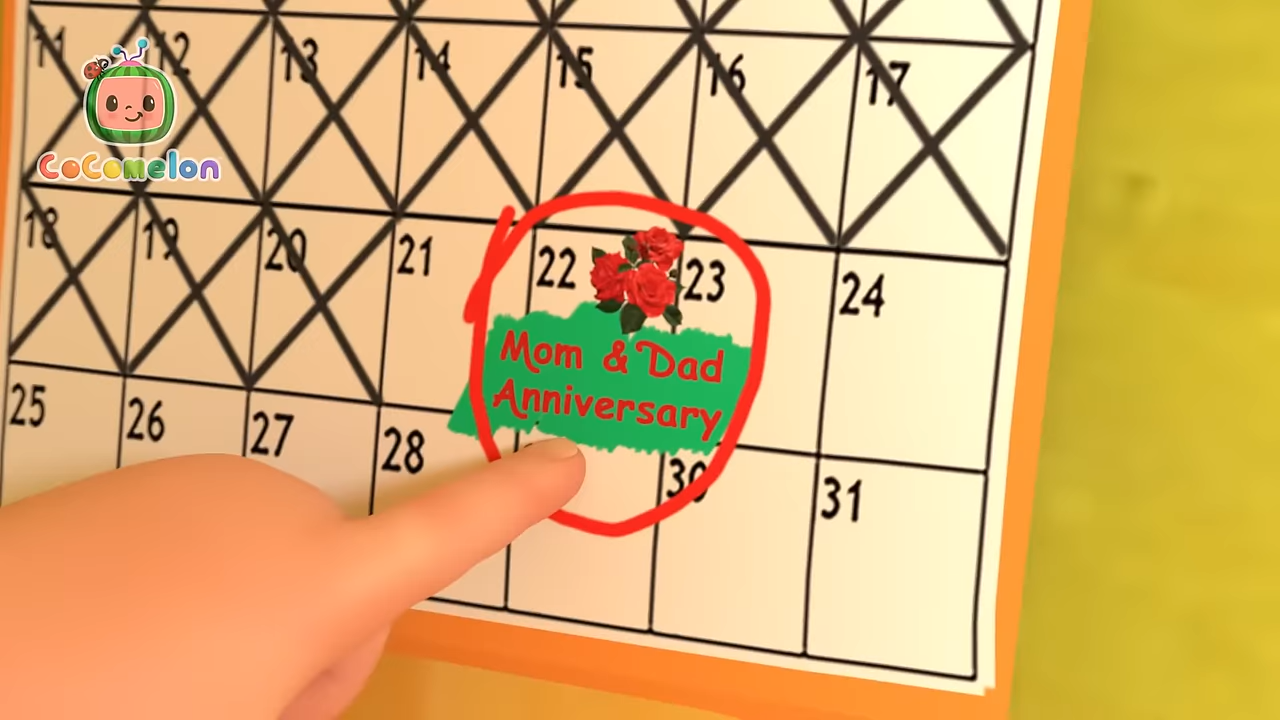 11 12 13 14 15 16 17
CoComelon
18 19 20 21 22 23 24
Mom & Dad
Anniversary
25 26 27 28 30 31